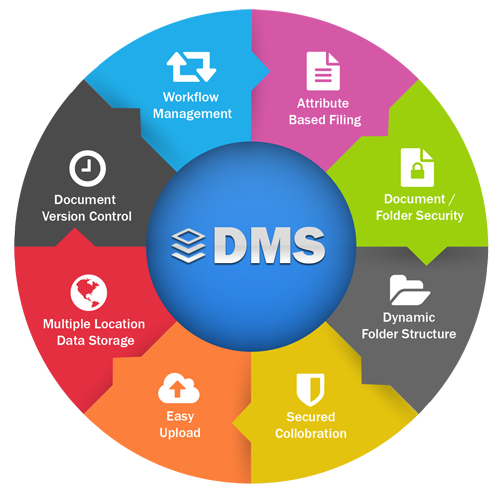 Workflow
Management
Attribute
Based Filing
Document /
Folder Security
Dynamic
Folder Structure
Secured
Collobration
Easy
Upload
Multiple Location
Data Storage
Document
Version Control
DMS